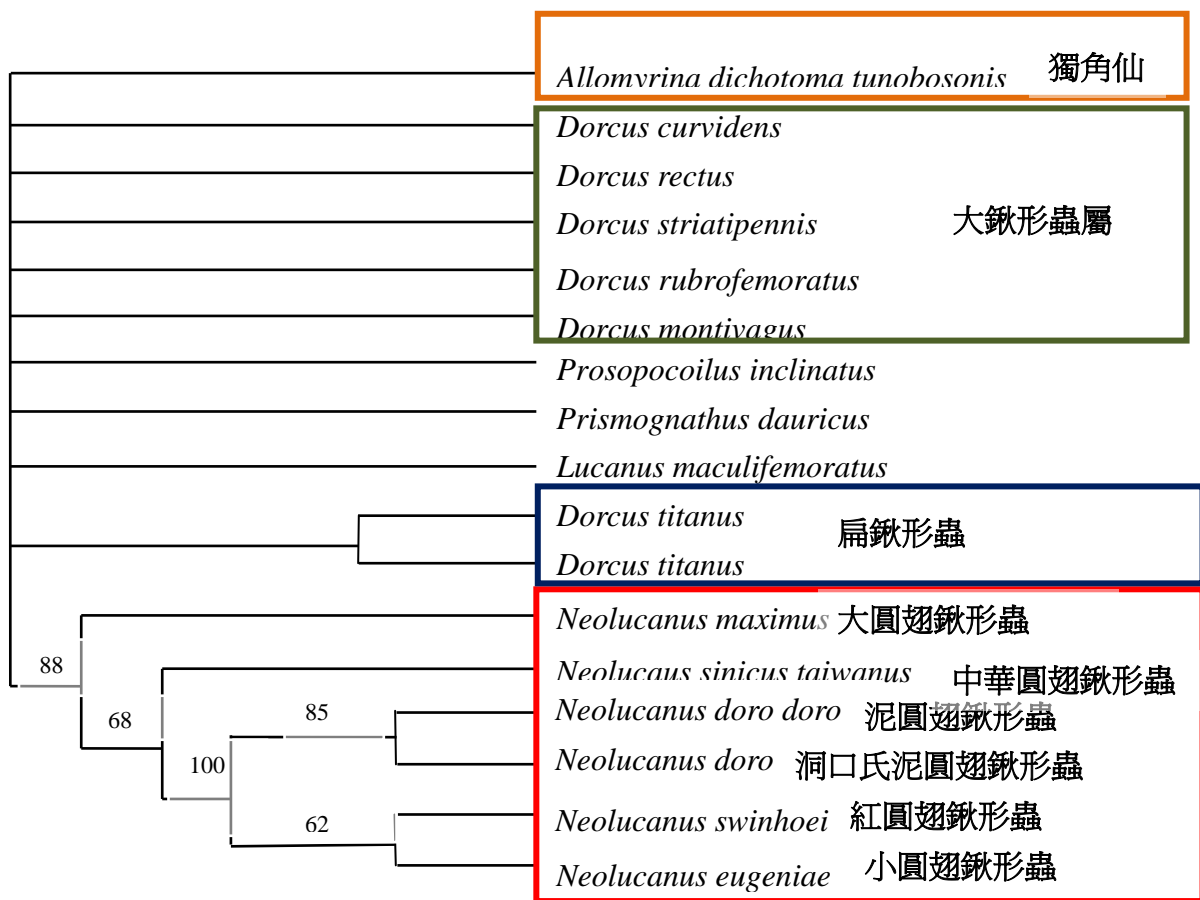 Allomyrina dichotoma tunobosonis 獨角仙
Dorcus curvidens
Dorcus rectus
Dorcus striatipennis 大鍬形蟲屬
Dorcus rubrofemoratus
Dorcus montivagus
Prosopocoilus inclinatus
Prismognathus dauricus
Lucanus maculifemoratus
Dorcus titanus 扁鍬形蟲
Dorcus titanus
Neolucanus maximus 大圓翅鍬形蟲
88
Neolucaus sinicus taiwanus 中華圓翅鍬形蟲
68
85
Neolucanus doro doro 泥圓翅鍬形蟲
100
Neolucanus doro 洞口氏泥圓翅鍬形蟲
62
Neolucanus swinhoei 紅圓翅鍬形蟲
Neolucanus eugeniae 小圓翅鍬形蟲